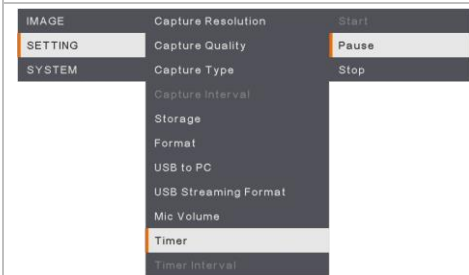 IMAGE
SETTING
SYSTEM
Capture Resolution
Capture Quality
Capture Type
Capture Interval
Storage
Format
USB to PC
USB Streaming Format
Mic Volume
Timer
Timer Interval
Start
Pause
Stop